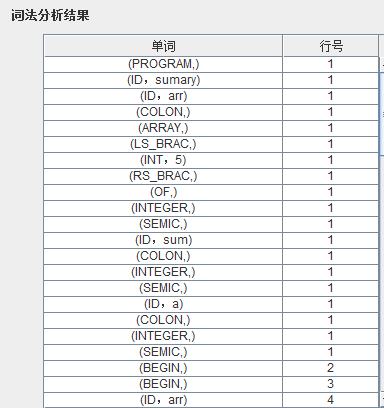 词法分析结果
单词 行号
(PROGRAM,) 1
(ID，sumary) 1
(ID，arr) 1
(COLON,) 1
(ARRAY,) 1
(LS_BRAC,) 1
(INT，5) 1
(RS_BRAC,) 1
(OF,) 1
(INTEGER,) 1
(SEMIC,) 1
(ID，sum) 1
(COLON,) 1
(INTEGER,) 1
(SEMIC,) 1
(ID，a) 1
(COLON,) 1
(INTEGER,) 1
(SEMIC,) 1
(BEGIN,) 2
(BEGIN,) 3
(ID，arr) 4